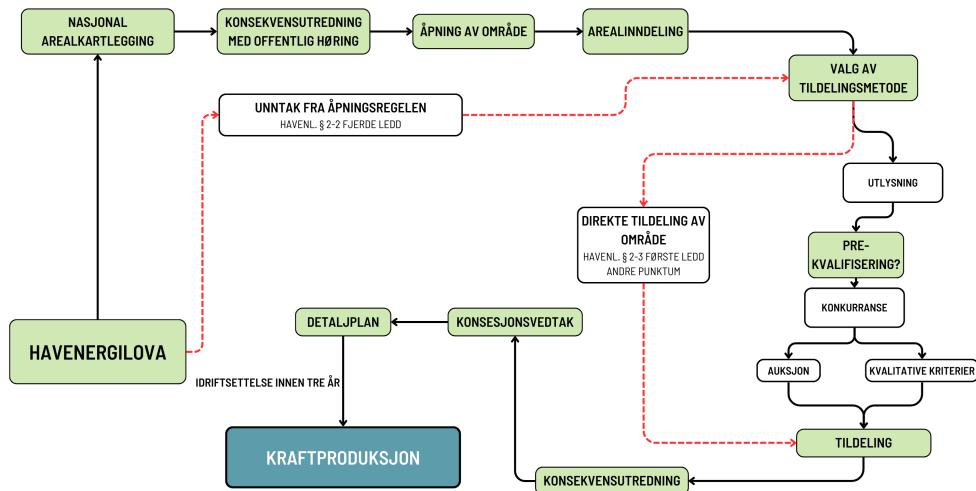 NASJONAL
AREALKARTLEGGING
KONSEKVENSUTREDNING
MED OFFENTLIG HØRING
ÅPNING AV OMRÅDE
AREALINNDELING
VALG AV
TILDELINGSMETODE
UNNTAK FRA ÅPNINGSREGELEN
HAVENL. § 2-2 FJERDE LEDD
UTLYSNING
DIREKTE TILDELING AV
OMRÅDE
HAVENL. § 2-3 FØRSTE LEDD
ANDRE PUNKTUM
PRE-
KVALIFISERING?
KONKURRANSE
HAVENERGILOVA
DETALJPLAN
KONSESJONSVEDTAK
AUKSJON
KVALITATIVE KRITERIER
IDRIFTSETTELSE INNEN TRE ÅR
TILDELING
KRAFTPRODUKSJON
KONSEKVENSUTREDNING